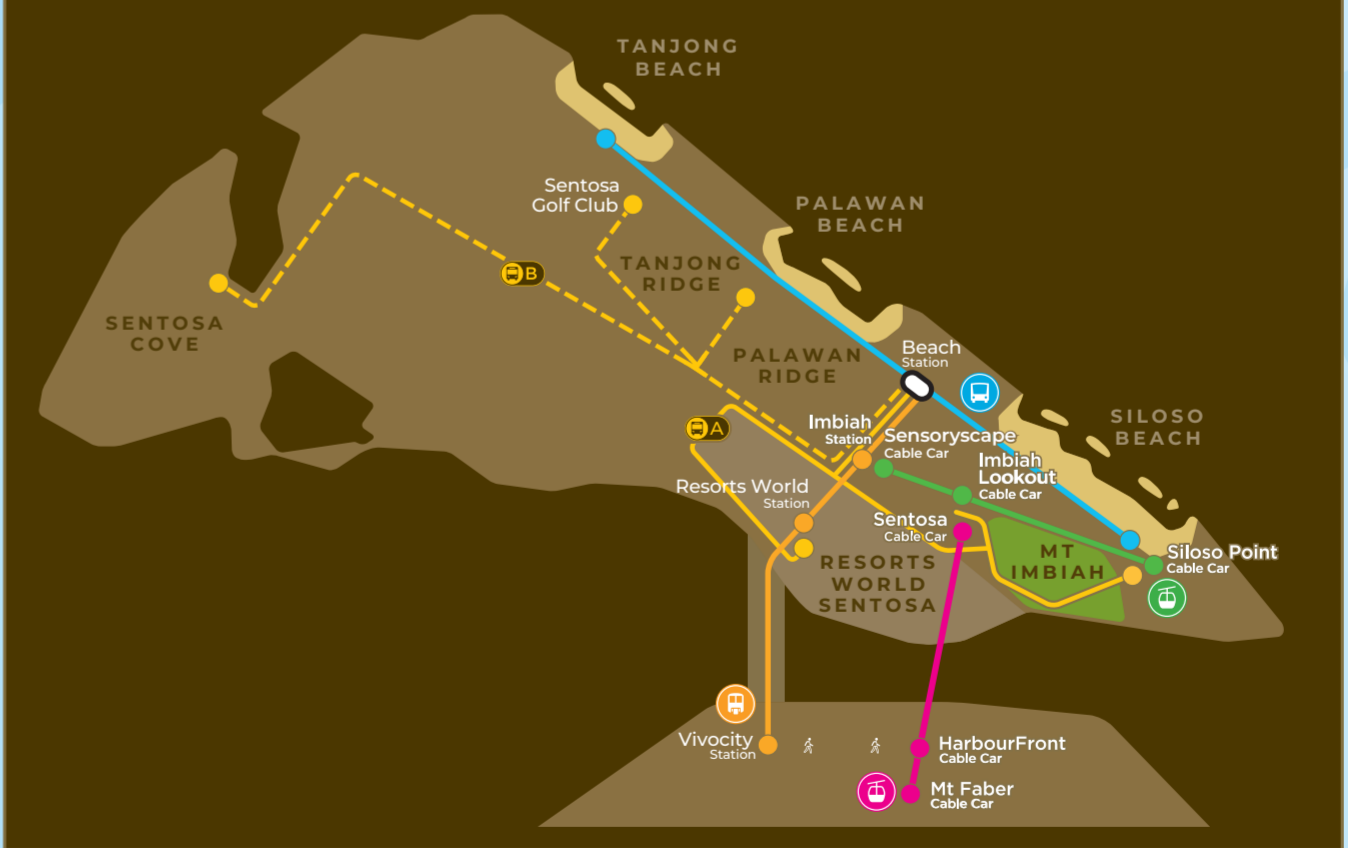 TANJONG
BEACH
Sentosa
Golf Club
PALAWAN
BEACH
TANJONG
RIDGE
B
SENTOSA
COVE
PALAWAN
RIDGE
Beach
Station
A
Imbiah
Station
Sensoryscape
Cable Car
SILOSO
BEACH
Imbiah
Lookout
Cable Car
Resorts World
Station
Sentosa
Cable Car
MT
IMBIAH
Siloso Point
Cable Car
RESORTS
WORLD
SENTOSA
Vivocity
Station
HarbourFront
Cable Car
Mt Faber
Cable Car